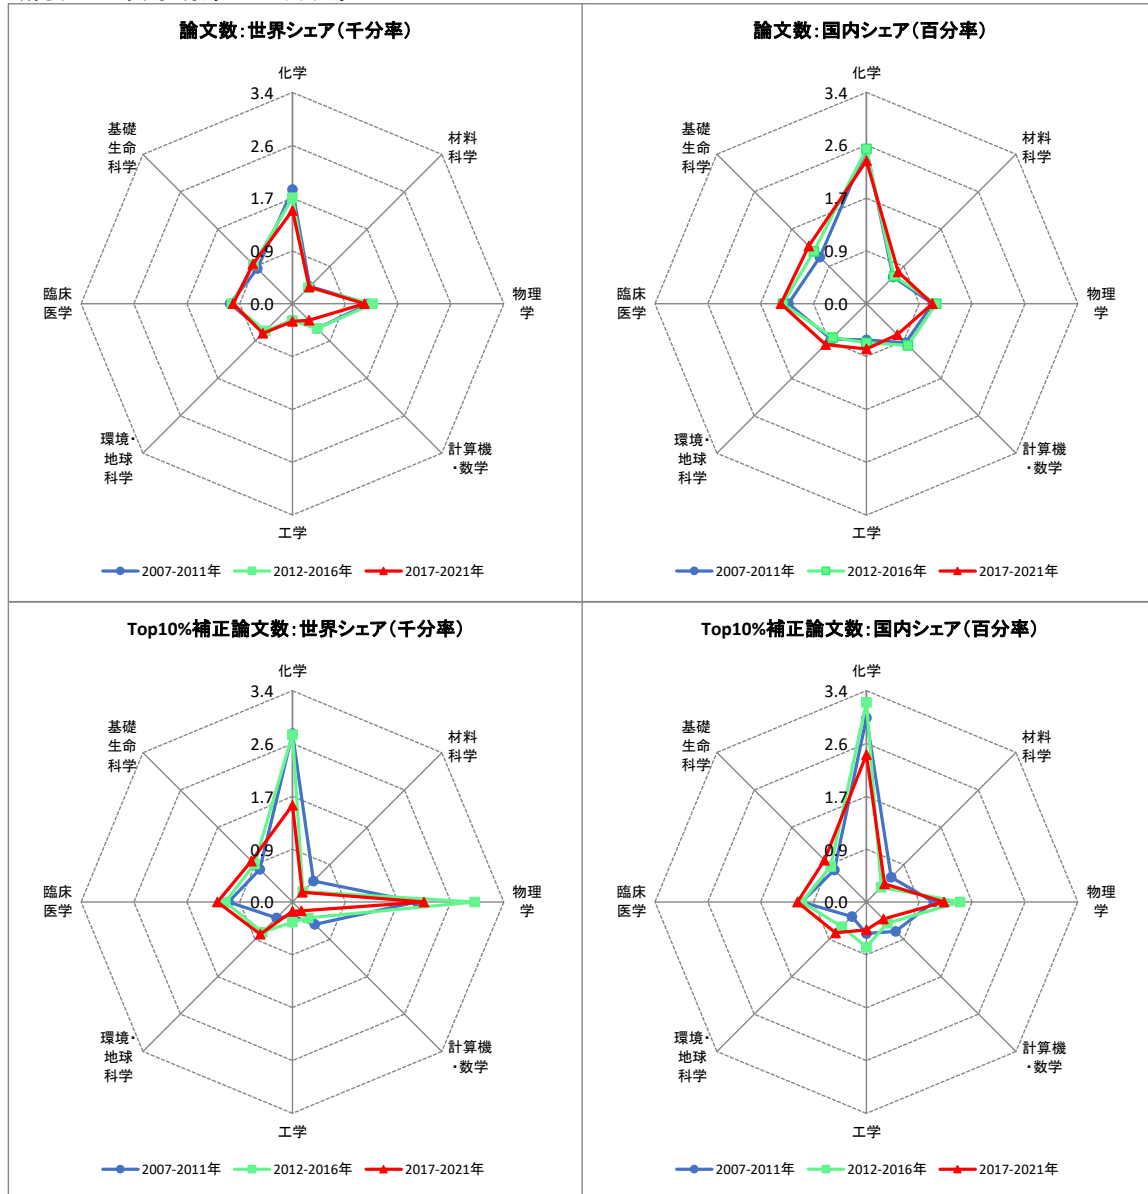 論文数：世界シェア（千分率）
化学
3.4
基礎
生命
科学
材料
科学
2.6
1.7
0.9
臨床
医学
0.0
物理
学
環境・
地球
科学
計算機
・数学
工学
2007-2011年 2012-2016年 2017-2021年
論文数：国内シェア（百分率）
化学
3.4
基礎
生命
科学
材料
科学
2.6
1.7
0.9
臨床
医学
0.0
物理
学
環境・
地球
科学
計算機
・数学
工学
2007-2011年 2012-2016年 2017-2021年
Top10%補正論文数：世界シェア（千分率）
化学
3.4
基礎
生命
科学
材料
科学
2.6
1.7
0.9
臨床
医学
0.0
物理
学
環境・
地球
科学
計算機
・数学
工学
2007-2011年 2012-2016年 2017-2021年
Top10%補正論文数：国内シェア（百分率）
化学
3.4
基礎
生命
科学
材料
科学
2.6
1.7
0.9
臨床
医学
0.0
物理
学
環境・
地球
科学
計算機
・数学
工学
2007-2011年 2012-2016年 2017-2021年